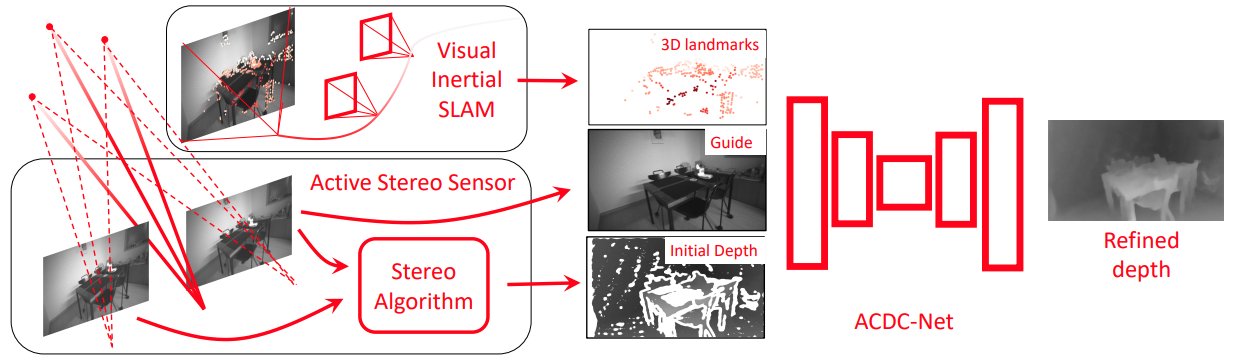 Visual
Inertial
SLAM
3D landmarks
Guide
Active Stereo Sensor
Stereo
Algorithm
Initial Depth
ACDC-Net
Refined
depth